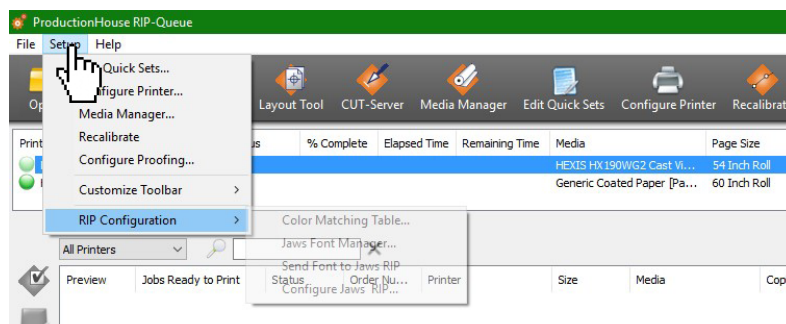 ProductionHouse RIP-Queue
File Setup Help
Quick Sets...
Configure Printer...
Media Manager...
Recalibrate
Configure Proofing...
Customize Toolbar >
RIP Configuration >
Layout Tool CUT-Server Media Manager Edit Quick Sets Configure Printer
% Complete Elapsed Time Remaining Time Media Page Size
HEXIS HX190WG2 Cast Vi... 54 Inch Roll
Generic Coated Paper [Pa... 60 Inch Roll
Color Matching Table...
Jaws Font Manager...
Send Font to Jaws RIP
Configure Jaws RIP...
All Printers
Preview Jobs Ready to Print Status Order Nu... Printer Size Media